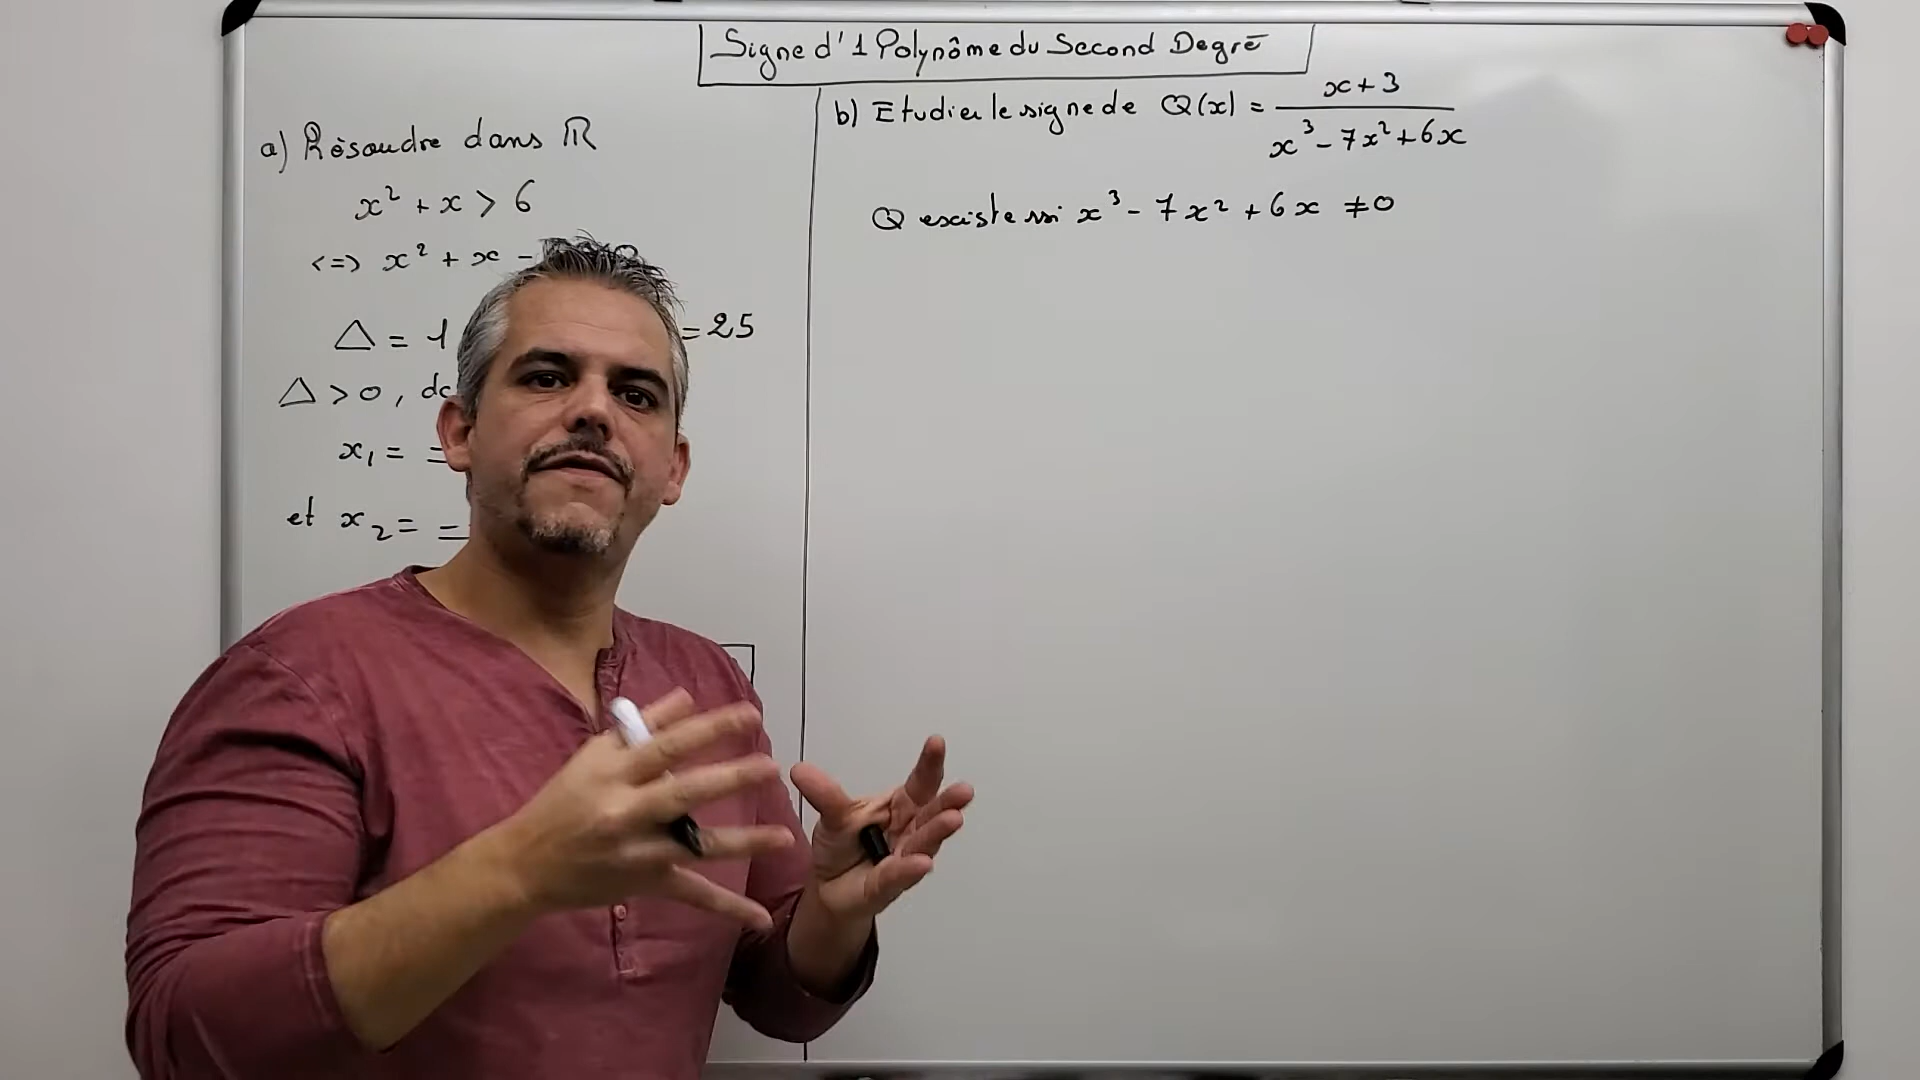 Signe d'1 Polynôme du Second Degré
a) Résoudre dans ℝ
x² + x > 6
<=> x² + x -
Δ = 1 = 25
Δ > 0,
x₁ = =
et x₂ = =
b) Etudier le signe de Q(x) = (x+3)/(x³ - 7x² + 6x)
Q existe ssi x³ - 7x² + 6x ≠ 0